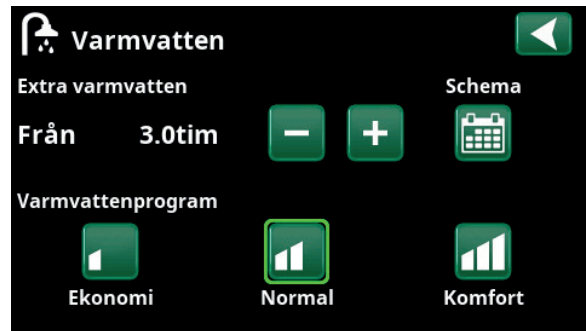 Varmvatten
Extra varmvatten Schema
Från 3.0tim
Varmvattenprogram
Ekonomi Normal Komfort